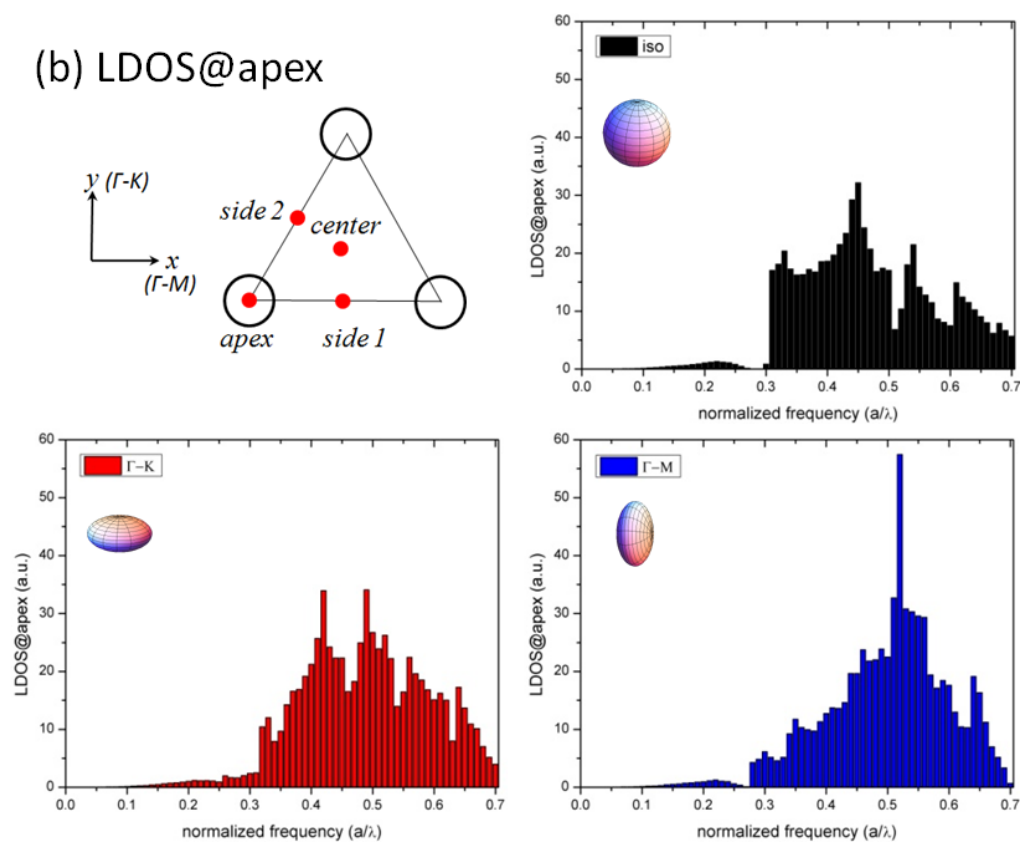 (b) LDOS@apex
y (Γ-K)
x
(Γ-M)
side 2
center
apex
side 1
60
50
40
30
20
10
0
LDOS@apex (a.u.)
iso
0.0 0.1 0.2 0.3 0.4 0.5 0.6 0.7
normalized frequency (a/λ)
60
50
40
30
20
10
0
LDOS@apex (a.u.)
Γ−K
0.0 0.1 0.2 0.3 0.4 0.5 0.6 0.7
normalized frequency (a/λ)
60
50
40
30
20
10
0
LDOS@apex (a.u.)
Γ−M
0.0 0.1 0.2 0.3 0.4 0.5 0.6 0.7
normalized frequency (a/λ)